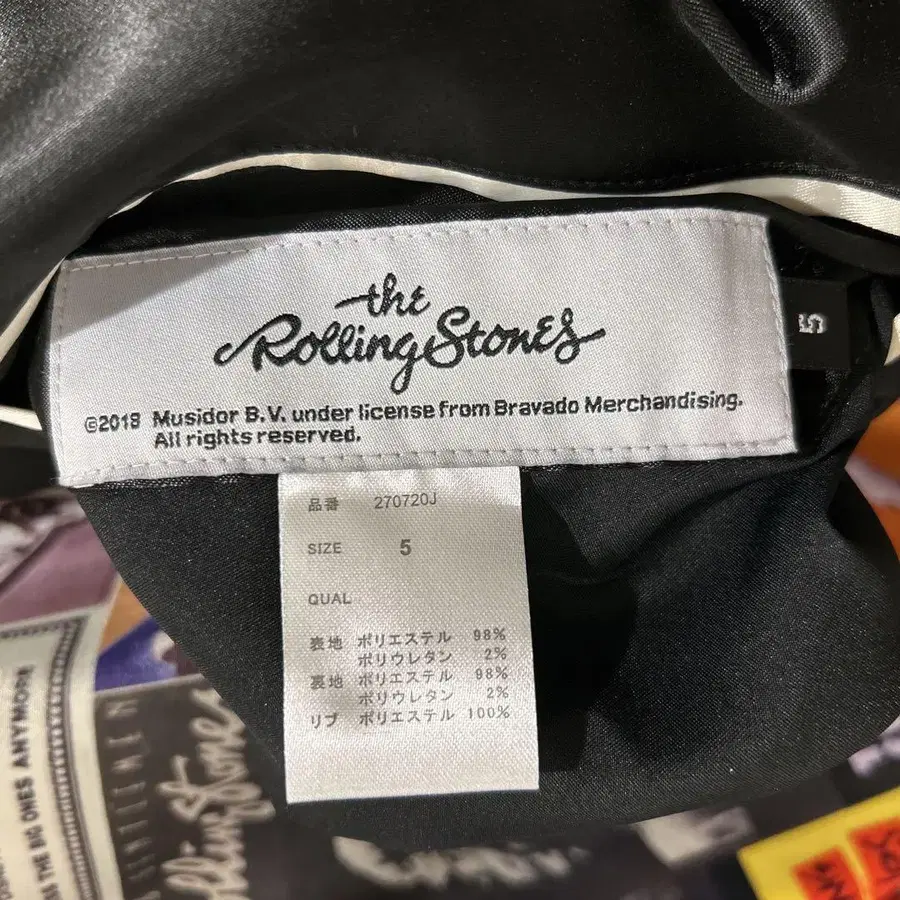 the
Rolling Stones
©2018 Musidor B.V. under license from Bravado Merchandising.
All rights reserved.
5
品番 270720J
SIZE 5
QUAL
表地 ポリエステル 98%
ポリウレタン 2%
裏地 ポリエステル 98%
ポリウレタン 2%
リブ ポリエステル 100%
THE BIG ONES ANYMORE